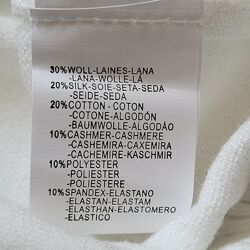 30%WOLL-LAINES-LANA
-LANA-WOLLE-LÃ
20%SILK-SOIE-SETA-SEDA
-SEIDE-SEDA
20%COTTON - COTON
-COTONE-ALGODÓN
-BAUMWOLLE-ALGODÃO
10%CASHMER-CASHMERE
-CASHEMIRA-CAXEMIRA
-CACHEMIRE-KASCHMIR
10%POLYESTER
-POLIESTER
-POLIESTERE
10%SPANDEX-ELASTANO
-ELASTAN-ELASTAM
-ELASTHAN-ELASTOMERO
-ELASTICO